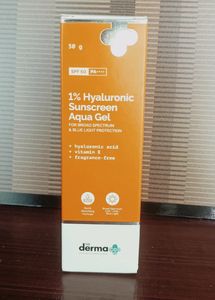 50 g
SPF 50 PA++++
1% Hyaluronic
Sunscreen
Aqua Gel
FOR BROAD SPECTRUM
& BLUE LIGHT PROTECTION
+ hyaluronic acid
+ vitamin E
+ fragrance-free
the
derma
co